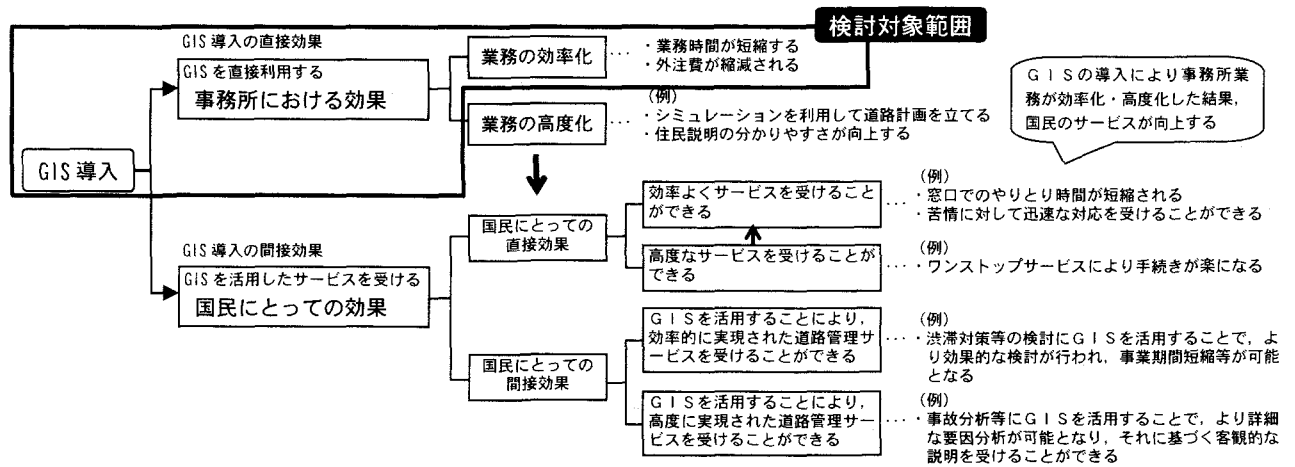 検討対象範囲
GIS導入の直接効果
GISを直接利用する
事務所における効果
業務の効率化
･･･・業務時間が短縮する
・外注費が縮減される
業務の高度化
(例)
･･･・シミュレーションを利用して道路計画を立てる
・住民説明の分かりやすさが向上する
GISの導入により事務所業
務が効率化・高度化した結果，
国民のサービスが向上する
GIS導入
GIS導入の間接効果
GISを活用したサービスを受ける
国民にとっての効果
国民にとっての
直接効果
効率よくサービスを受けること
ができる
(例)
･･･・窓口でのやりとり時間が短縮される
・苦情に対して迅速な対応を受けることができる
高度なサービスを受けることが
できる
(例)
･･･・ワンストップサービスにより手続きが楽になる
国民にとっての
間接効果
GISを活用することにより，
効率的に実現された道路管理サ
ービスを受けることができる
(例)
･･･・渋滞対策等の検討にGISを活用することで，よ
り効果的な検討が行われ，事業期間短縮等が可能
となる
GISを活用することにより，
高度に実現された道路管理サー
ビスを受けることができる
(例)
･･･・事故分析等にGISを活用することで，より詳細
な要因分析が可能となり，それに基づく客観的な
説明を受けることができる